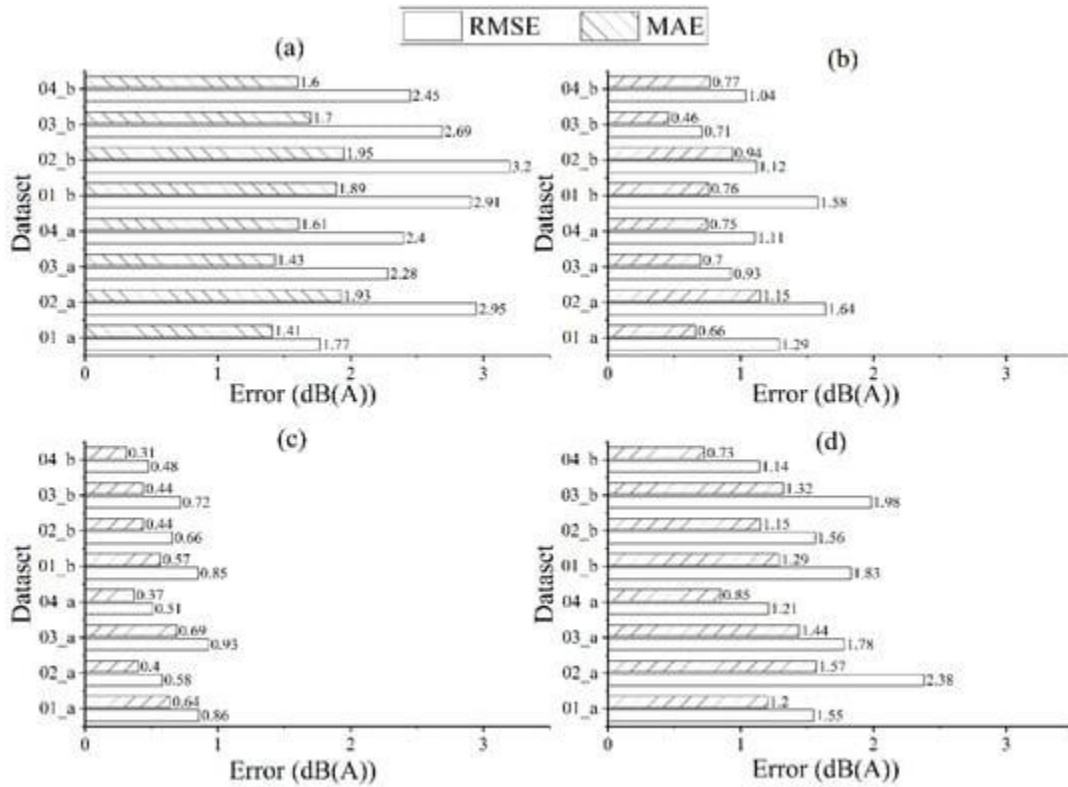 RMSE MAE
(a)
Dataset
04_b
1.6
2.45
03_b
1.7
2.69
02_b
1.95
3.2
01_b
1.89
2.91
04_a
1.61
2.4
03_a
1.43
2.28
02_a
1.93
2.95
01_a
1.41
1.77
0 1 2 3
Error (dB(A))
(b)
Dataset
04_b
0.77
1.04
03_b
0.46
0.71
02_b
0.94
1.12
01_b
0.76
1.58
04_a
0.75
1.11
03_a
0.7
0.93
02_a
1.15
1.64
01_a
0.66
1.29
0 1 2 3
Error (dB(A))
(c)
Dataset
04_b
0.31
0.48
03_b
0.44
0.72
02_b
0.44
0.66
01_b
0.57
0.85
04_a
0.37
0.51
03_a
0.69
0.93
02_a
0.4
0.58
01_a
0.64
0.86
0 1 2 3
Error (dB(A))
(d)
Dataset
04_b
0.73
1.14
03_b
1.32
1.98
02_b
1.15
1.56
01_b
1.29
1.83
04_a
0.85
1.21
03_a
1.44
1.78
02_a
1.57
2.38
01_a
1.2
1.55
0 1 2 3
Error (dB(A))